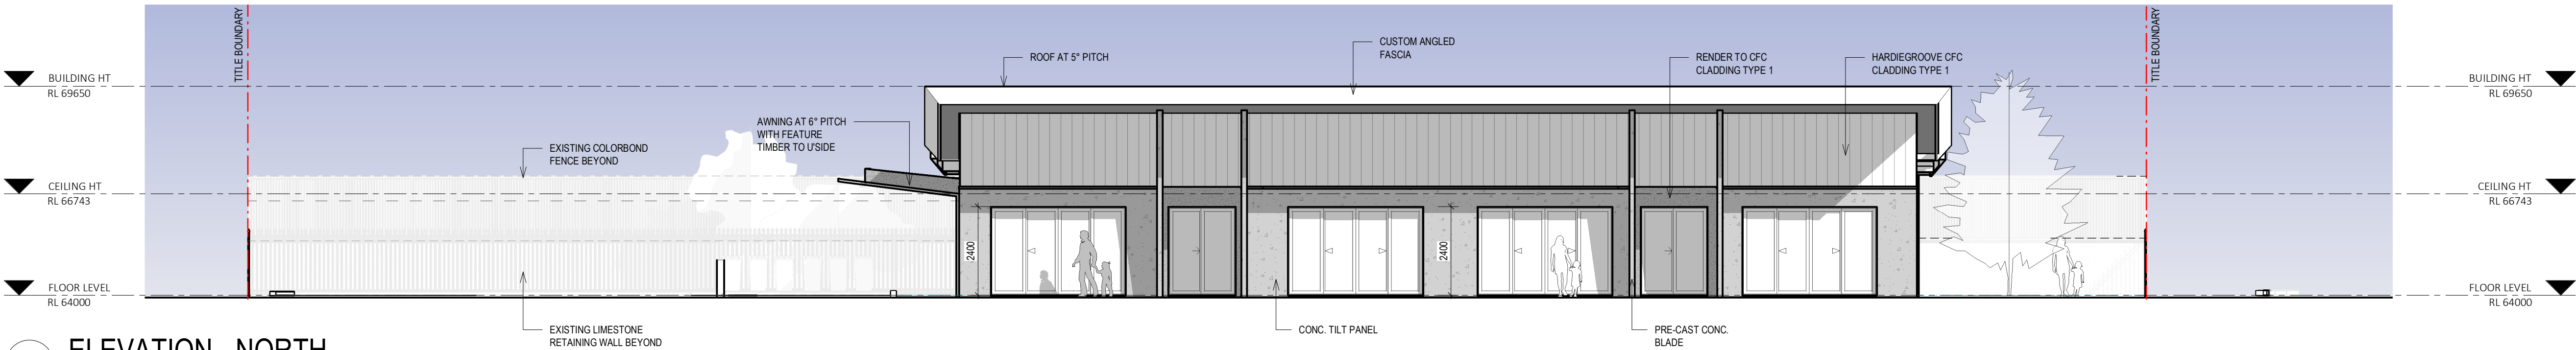 TITLE BOUNDARY
TITLE BOUNDARY
BUILDING HT
RL 69650
CEILING HT
RL 66743
FLOOR LEVEL
RL 64000
ROOF AT 5° PITCH
CUSTOM ANGLED
FASCIA
RENDER TO CFC
CLADDING TYPE 1
HARDIEGROOVE CFC
CLADDING TYPE 1
AWNING AT 6° PITCH
WITH FEATURE
TIMBER TO U'SIDE
EXISTING COLORBOND
FENCE BEYOND
2400
2400
BUILDING HT
RL 69650
CEILING HT
RL 66743
FLOOR LEVEL
RL 64000
EXISTING LIMESTONE
RETAINING WALL BEYOND
CONC. TILT PANEL
PRE-CAST CONC.
BLADE
ELEVATION - NORTH